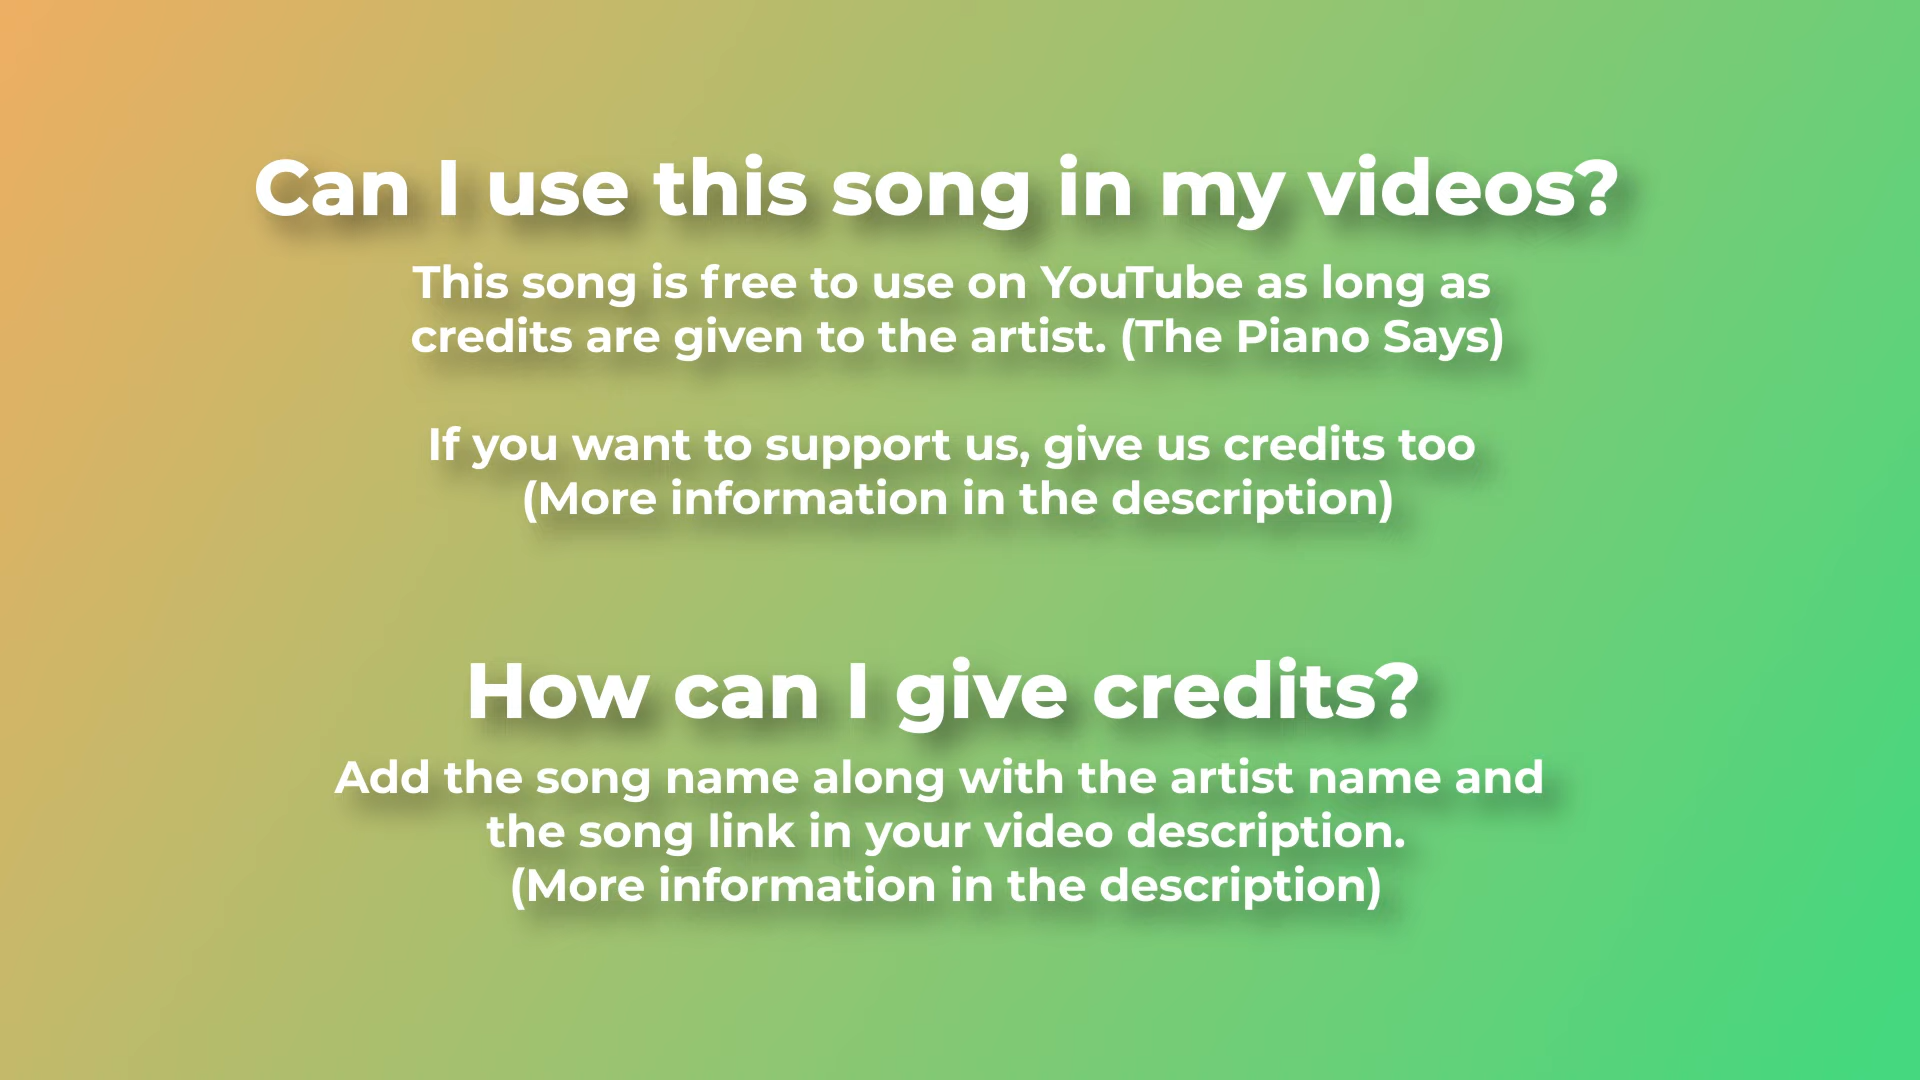 Can I use this song in my videos?
This song is free to use on YouTube as long as
credits are given to the artist. (The Piano Says)
If you want to support us, give us credits too
(More information in the description)
How can I give credits?
Add the song name along with the artist name and
the song link in your video description.
(More information in the description)